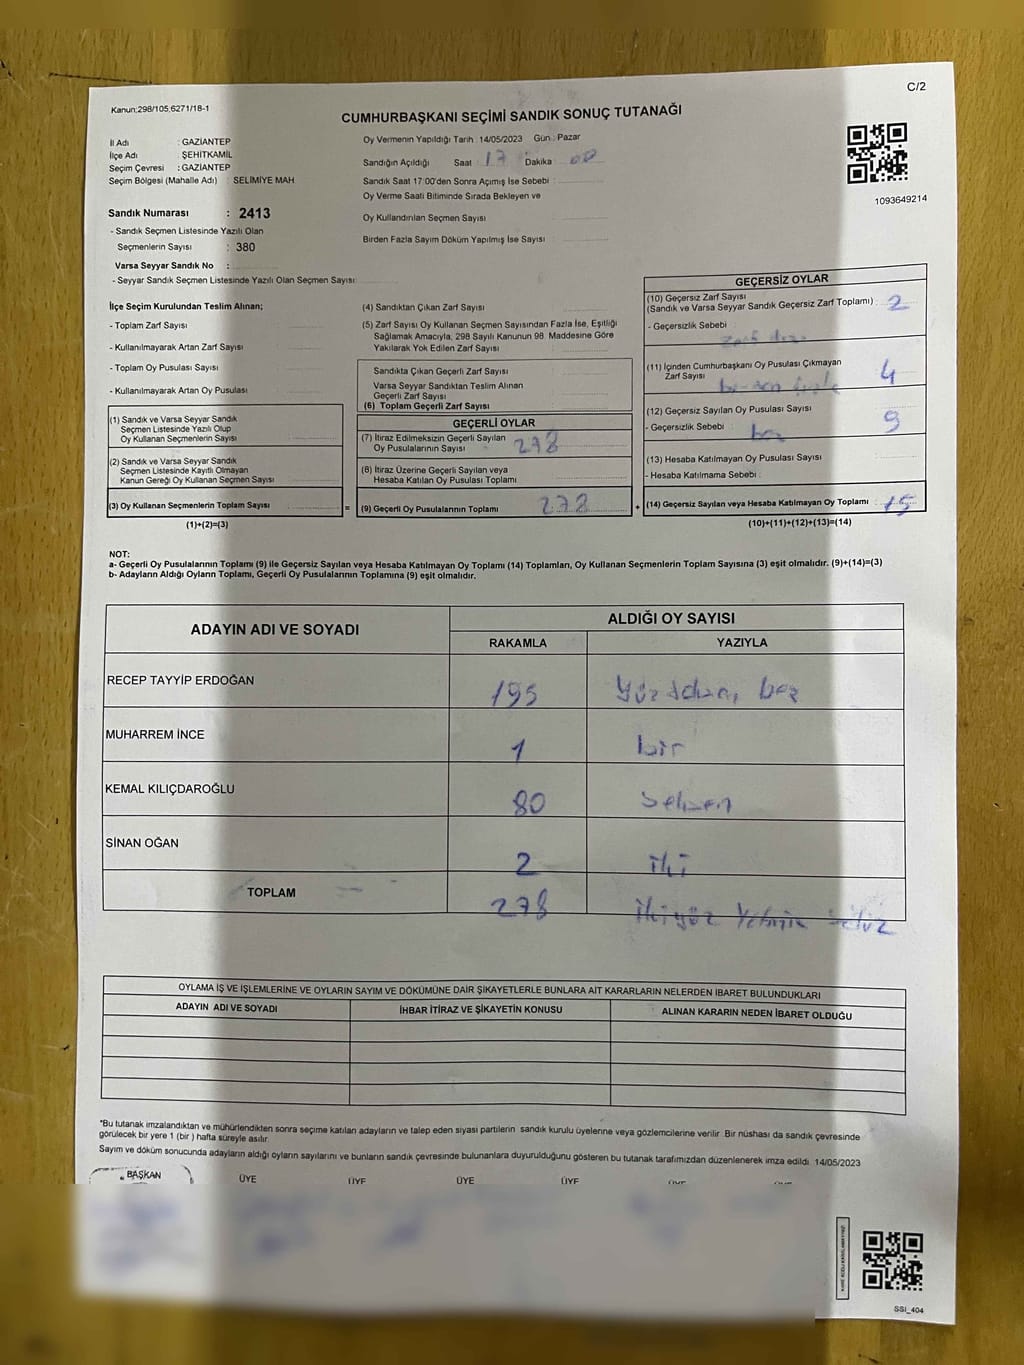 C/2
Kanun:298/105,6271/18-1
CUMHURBAŞKANI SEÇİMİ SANDIK SONUÇ TUTANAĞI
İl Adı : GAZİANTEP
İlçe Adı : ŞEHİTKAMİL
Seçim Çevresi : GAZİANTEP
Seçim Bölgesi (Mahalle Adı) : SELİMİYE MAH
Oy Vermenin Yapıldığı Tarih : 14/05/2023 Gün : Pazar
Sandığın Açıldığı Saat : 17 Dakika : 00
Sandık Saat 17:00'den Sonra Açımış İse Sebebi :
Oy Verme Saati Bitiminde Sırada Bekleyen ve
Oy Kullandırılan Seçmen Sayısı
Birden Fazla Sayım Döküm Yapılmış İse Sayısı :
1093649214
Sandık Numarası : 2413
- Sandık Seçmen Listesinde Yazılı Olan
Seçmenlerin Sayısı : 380
Varsa Seyyar Sandık No :
- Seyyar Sandık Seçmen Listesinde Yazılı Olan Seçmen Sayısı:
İlçe Seçim Kurulundan Teslim Alınan;
- Toplam Zarf Sayısı
- Kullanılmayarak Artan Zarf Sayısı
- Toplam Oy Pusulası Sayısı
- Kullanılmayarak Artan Oy Pusulası
(1) Sandık ve Varsa Seyyar Sandık
Seçmen Listesinde Yazılı Olup
Oy Kullanan Seçmenlerin Sayısı
(2) Sandık ve Varsa Seyyar Sandık
Seçmen Listesinde Kayıtlı Olmayan
Kanun Gereği Oy Kullanan Seçmen Sayısı
(3) Oy Kullanan Seçmenlerin Toplam Sayısı =
(1)+(2)=(3)
(4) Sandıktan Çıkan Zarf Sayısı
(5) Zarf Sayısı Oy Kullanan Seçmen Sayısından Fazla İse, Eşitliği
Sağlamak Amacıyla, 298 Sayılı Kanunun 98. Maddesine Göre
Yakılarak Yok Edilen Zarf Sayısı
Sandıkta Çıkan Geçerli Zarf Sayısı
Varsa Seyyar Sandıktan Teslim Alınan
Geçerli Zarf Sayısı
(6) Toplam Geçerli Zarf Sayısı
GEÇERLİ OYLAR
(7) İtiraz Edilmeksizin Geçerli Sayılan
Oy Pusulalarının Sayısı 278
(8) İtiraz Üzerine Geçerli Sayılan veya
Hesaba Katılan Oy Pusulası Toplamı
(9) Geçerli Oy Pusulalarının Toplamı 278 +
GEÇERSİZ OYLAR
(10) Geçersiz Zarf Sayısı
(Sandık ve Varsa Seyyar Sandık Geçersiz Zarf Toplamı) : 2
- Geçersizlik Sebebi
(11) İçinden Cumhurbaşkanı Oy Pusulası Çıkmayan
Zarf Sayısı 4
(12) Geçersiz Sayılan Oy Pusulası Sayısı 9
- Geçersizlik Sebebi
(13) Hesaba Katılmayan Oy Pusulası Sayısı
- Hesaba Katılmama Sebebi :
(14) Geçersiz Sayılan veya Hesaba Katılmayan Oy Toplamı : 15
(10)+(11)+(12)+(13)=(14)
NOT:
a- Geçerli Oy Pusulalarının Toplamı (9) ile Geçersiz Sayılan veya Hesaba Katılmayan Oy Toplamı (14) Toplamları, Oy Kullanan Seçmenlerin Toplam Sayısına (3) eşit olmalıdır. (9)+(14)=(3)
b- Adayların Aldığı Oyların Toplamı, Geçerli Oy Pusulalarının Toplamına (9) eşit olmalıdır.
ADAYIN ADI VE SOYADI
ALDIĞI OY SAYISI
RAKAMLA YAZIYLA
RECEP TAYYİP ERDOĞAN 195
MUHARREM İNCE 1 bir
KEMAL KILIÇDAROĞLU 80 seksen
SİNAN OĞAN 2 iki
TOPLAM 278 ikiyüz
OYLAMA İŞ VE İŞLEMLERİNE VE OYLARIN SAYIM VE DÖKÜMÜNE DAİR ŞİKAYETLERLE BUNLARA AİT KARARLARIN NELERDEN İBARET BULUNDUKLARI
ADAYIN ADI VE SOYADI İHBAR İTİRAZ VE ŞİKAYETİN KONUSU ALINAN KARARIN NEDEN İBARET OLDUĞU
*Bu tutanak imzalandıktan ve mühürlendikten sonra seçime katılan adayların ve talep eden siyasi partilerin sandık kurulu üyelerine veya gözlemcilerine verilir. Bir nüshası da sandık çevresinde
görülecek bir yere 1 (bir ) hafta süreyle asılır.
Sayım ve döküm sonucunda adayların aldığı oyların sayılarını ve bunların sandık çevresinde bulunanlara duyurulduğunu gösteren bu tutanak tarafımızdan düzenlenerek imza edildi. 14/05/2023
BAŞKAN ÜYE ÜYE ÜYE ÜYE
SSİ_404